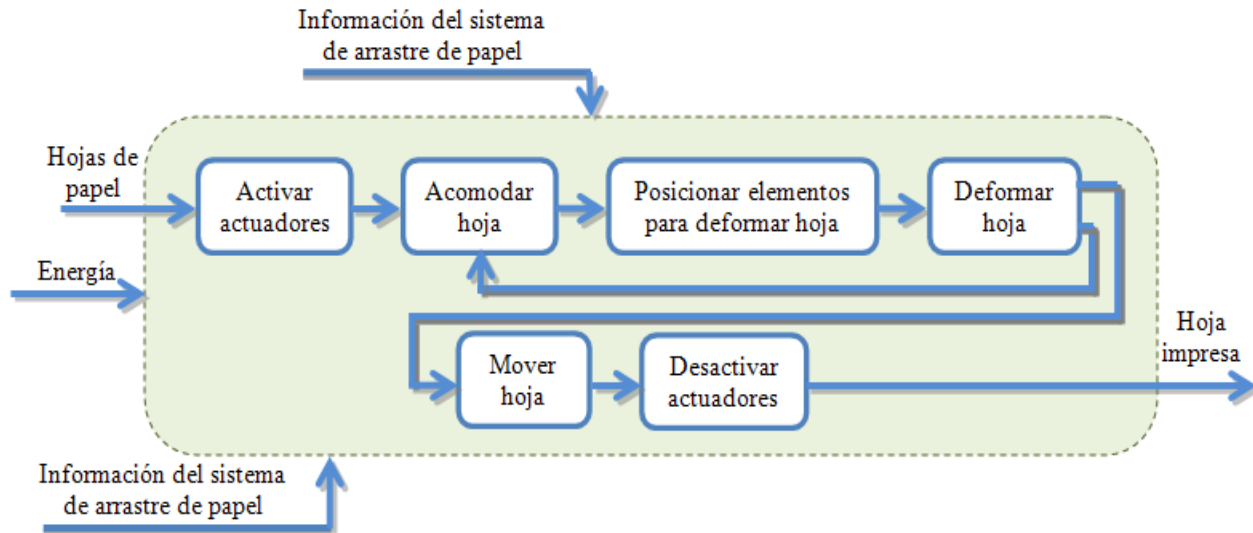 Información del sistema
de arrastre de papel
Hojas de
papel
Activar
actuadores
Acomodar
hoja
Posicionar elementos
para deformar hoja
Deformar
hoja
Energía
Mover
hoja
Desactivar
actuadores
Hoja
impresa
Información del sistema
de arrastre de papel